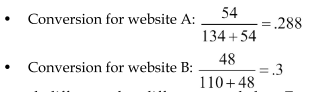 • Conversion for website A: 54 / (134 + 54) = .288
• Conversion for website B: 48 / (110 + 48) = .3